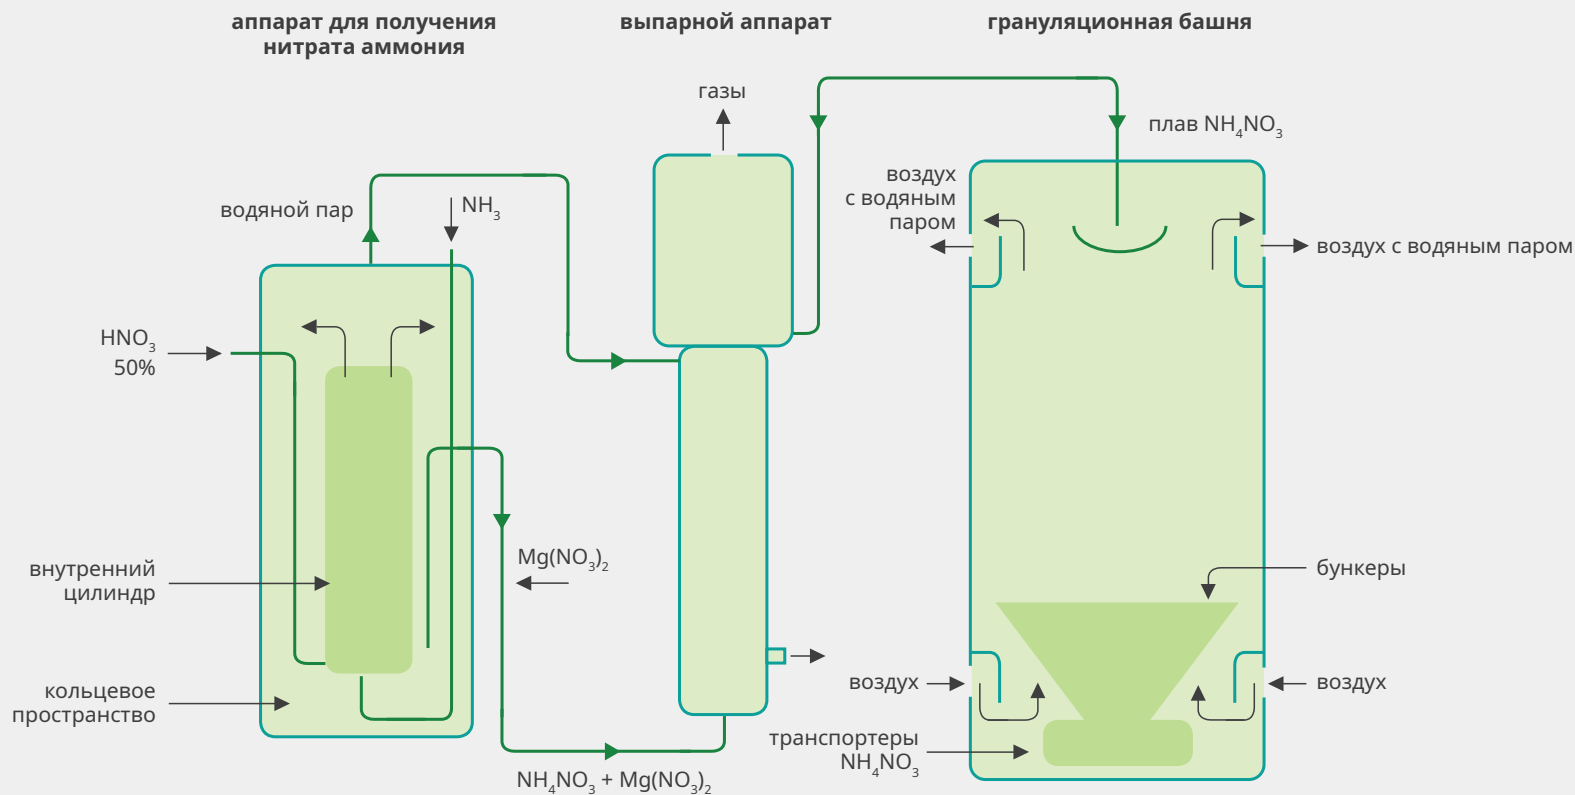 аппарат для получения
нитрата аммония
выпарной аппарат
грануляционная башня
газы
плав NH₄NO₃
воздух
с водяным
паром
водяной пар
NH₃
воздух с водяным паром
HNO₃
50%
Mg(NO₃)₂
внутренний
цилиндр
бункеры
кольцевое
пространство
воздух
воздух
транспортеры
NH₄NO₃
NH₄NO₃ + Mg(NO₃)₂